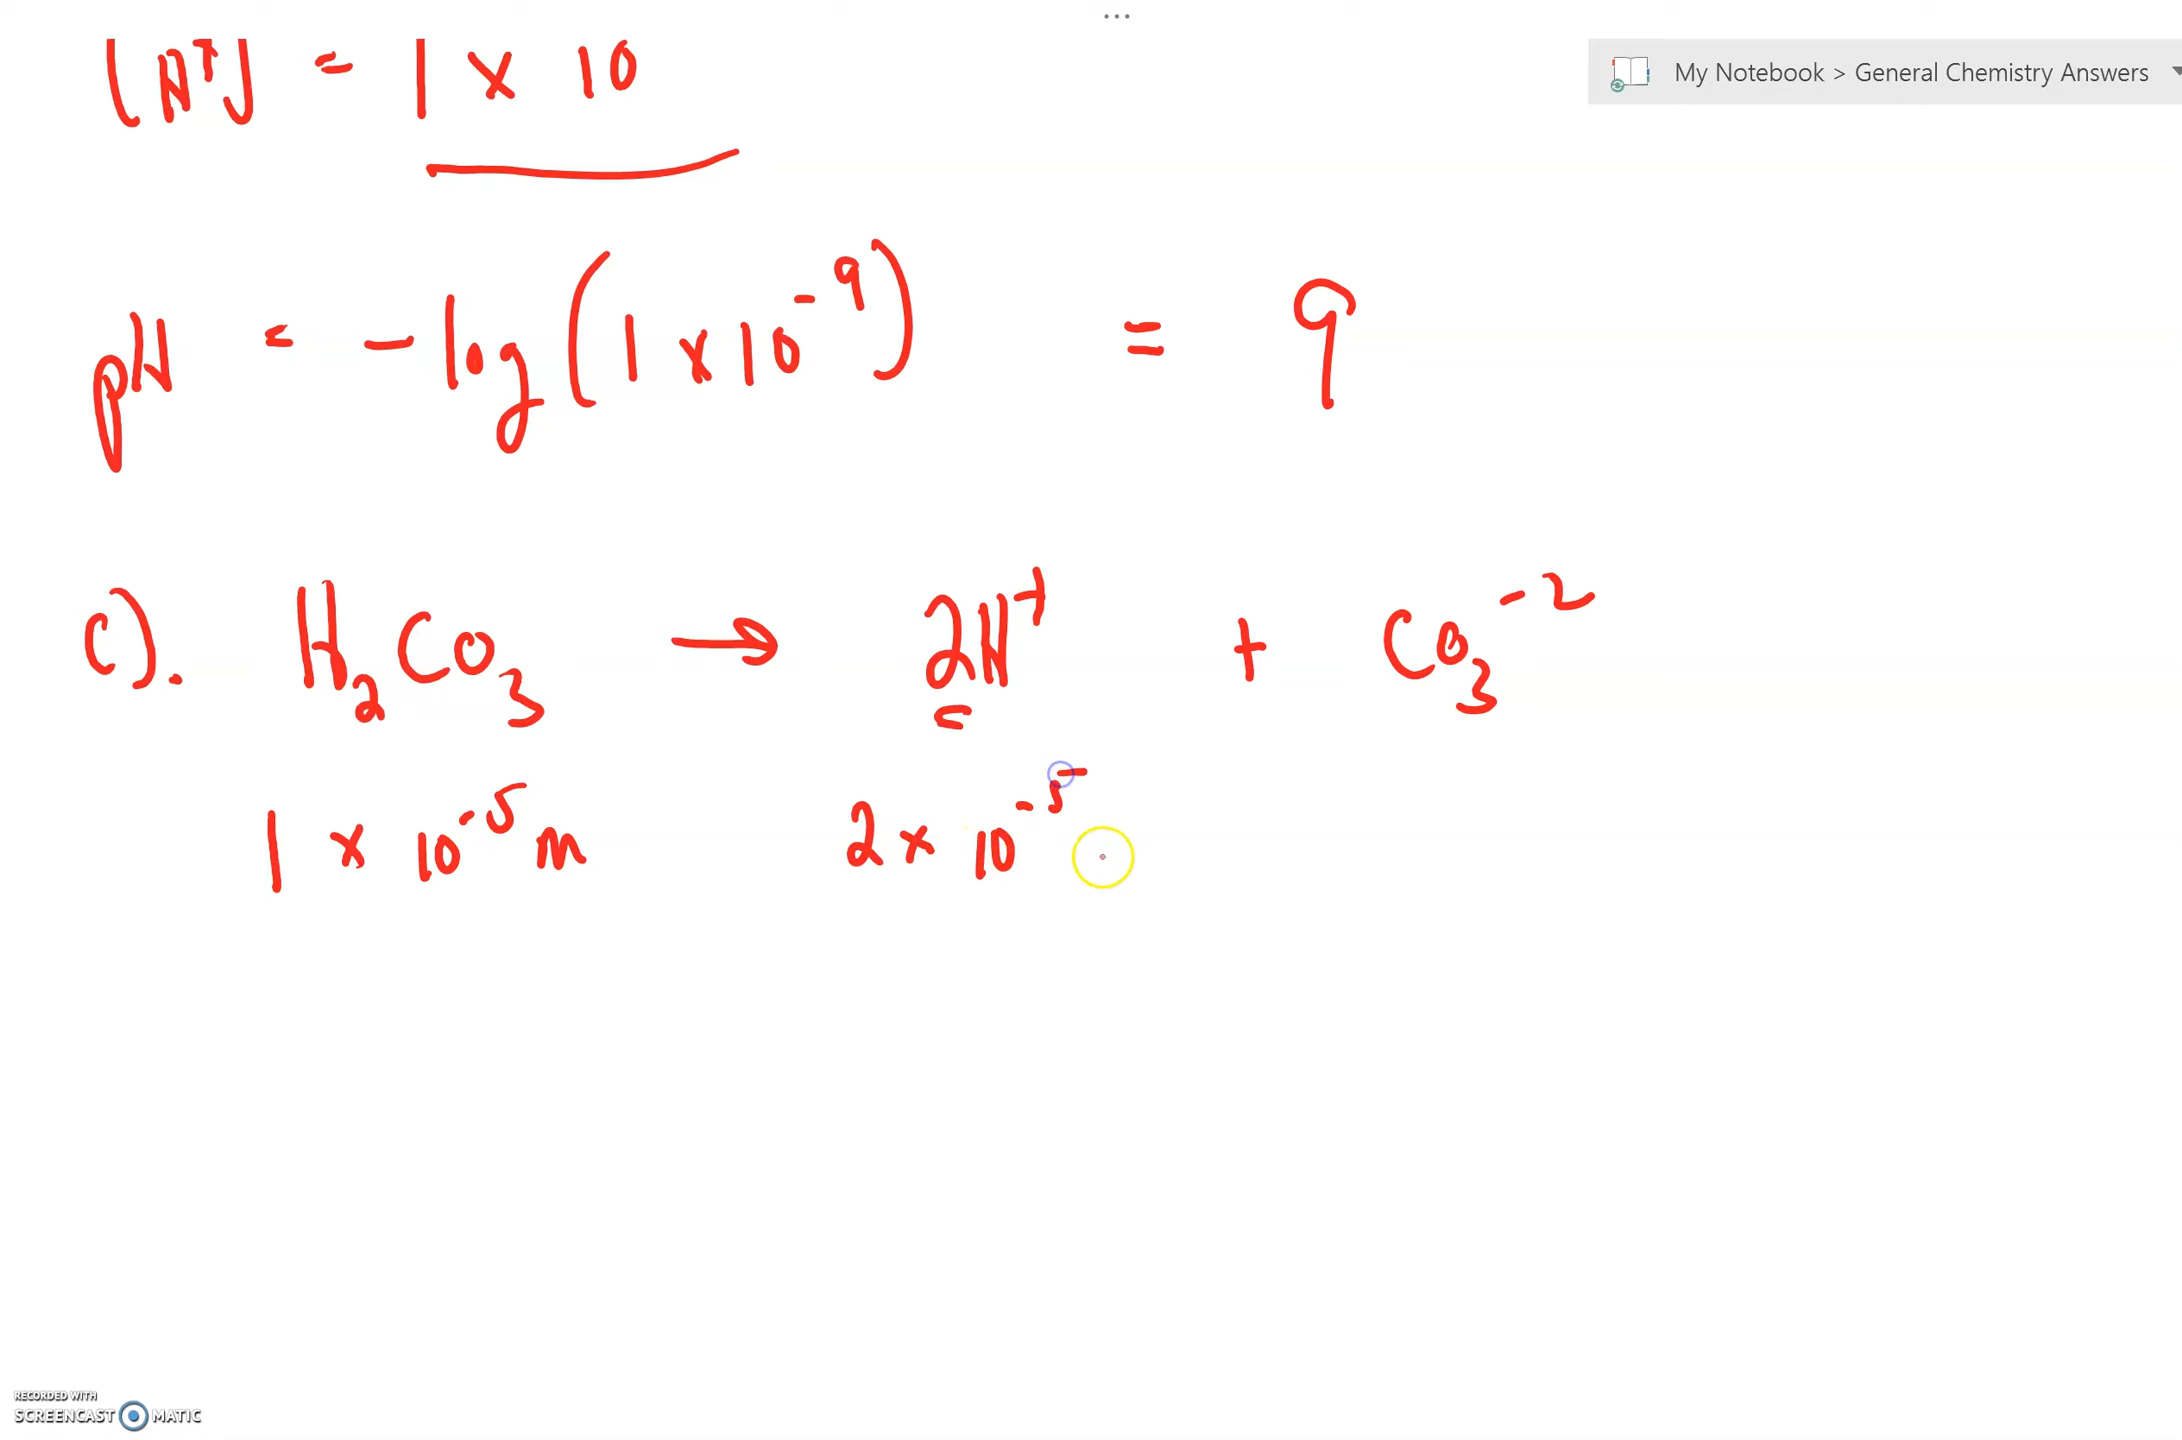 ...
[H⁺] = 1 x 10
My Notebook > General Chemistry Answers
pH = -log(1 x 10⁻⁹) = 9
c). H₂CO₃ → 2H⁺ + CO₃⁻²
1 x 10⁻⁵ m 2 x 10⁻⁵
RECORDED WITH
SCREENCAST MATIC